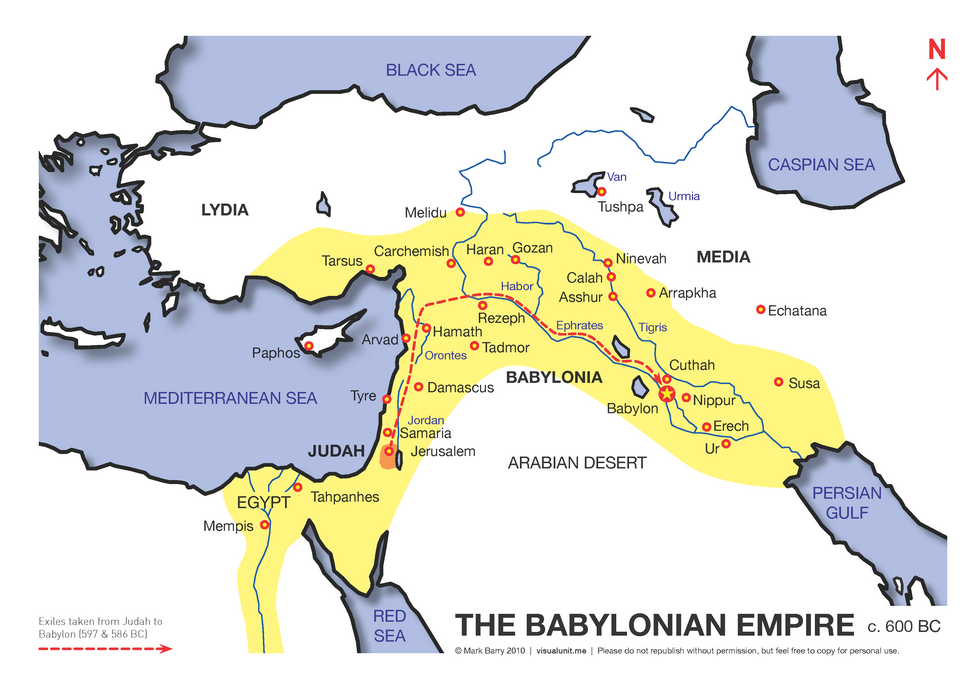 N
BLACK SEA
CASPIAN SEA
Van
Tushpa
Urmia
LYDIA
Melidu
MEDIA
Carchemish
Haran
Gozan
Ninevah
Tarsus
Calah
Habor
Asshur
Arrapkha
Echatana
Rezeph
Ephrates
Tigris
Hamath
Arvad
Orontes
Tadmor
Paphos
Cuthah
BABYLONIA
Susa
Damascus
Tyre
MEDITERRANEAN SEA
Babylon
Nippur
Jordan
Samaria
Erech
JUDAH
Jerusalem
Ur
ARABIAN DESERT
EGYPT
Tahpanhes
PERSIAN
GULF
Mempis
RED
SEA
Exiles taken from Judah to
Babylon (597 & 586 BC)
THE BABYLONIAN EMPIRE c. 600 BC
© Mark Barry 2010 | visualunit.me | Please do not republish without permission, but feel free to copy for personal use.